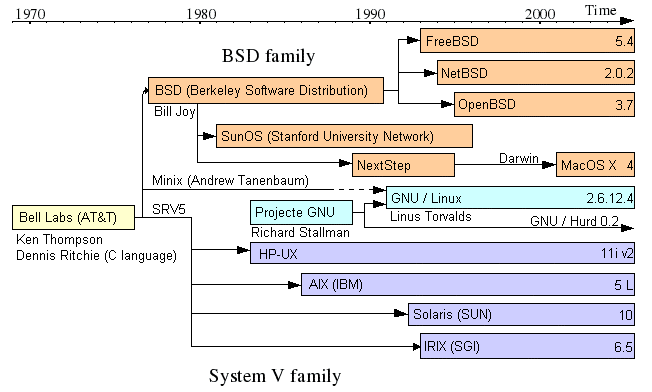 1970 1980 1990 2000 Time
BSD family
FreeBSD 5.4
NetBSD 2.0.2
BSD (Berkeley Software Distribution)
OpenBSD 3.7
Bill Joy
SunOS (Stanford University Network)
NextStep Darwin MacOS X 4
Minix (Andrew Tanenbaum)
GNU / Linux 2.6.12.4
SRV5
Bell Labs (AT&T)
Projecte GNU
Linus Torvalds
GNU / Hurd 0.2
Richard Stallman
Ken Thompson
Dennis Ritchie (C language)
HP-UX 11i v2
AIX (IBM) 5 L
Solaris (SUN) 10
IRIX (SGI) 6.5
System V family